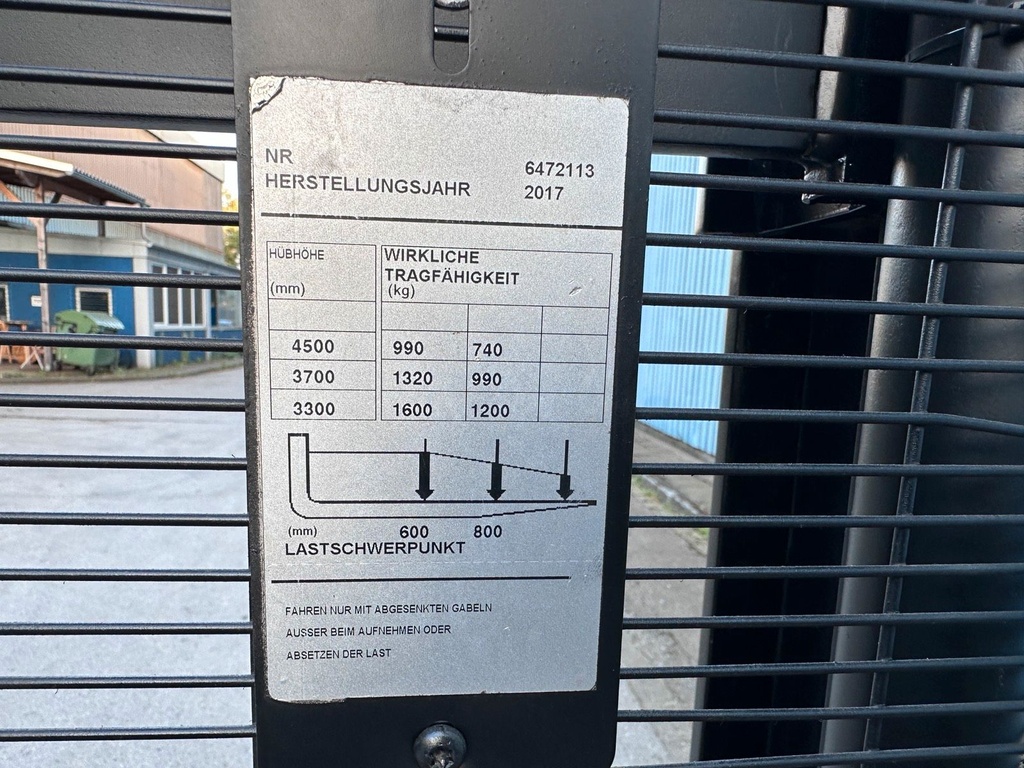 NR 6472113
HERSTELLUNGSJAHR 2017
HÜBHÖHE
(mm)
WIRKLICHE
TRAGFÄHIGKEIT
(kg)
4500 990 740
3700 1320 990
3300 1600 1200
(mm) 600 800
LASTSCHWERPUNKT
FAHREN NUR MIT ABGESENKTEN GABELN
AUSSER BEIM AUFNEHMEN ODER
ABSETZEN DER LAST